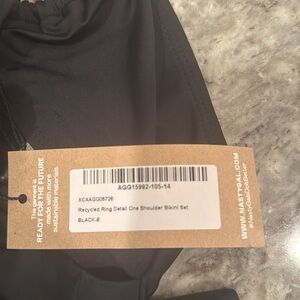 This garment is
READY FOR THE FUTURE
made with more
sustainable materials
AGG15992-105-14
XCAAGG06726
Recycled Ring Detail One Shoulder Bikini Set
BLACK-6
WWW.NASTYGAL.COM